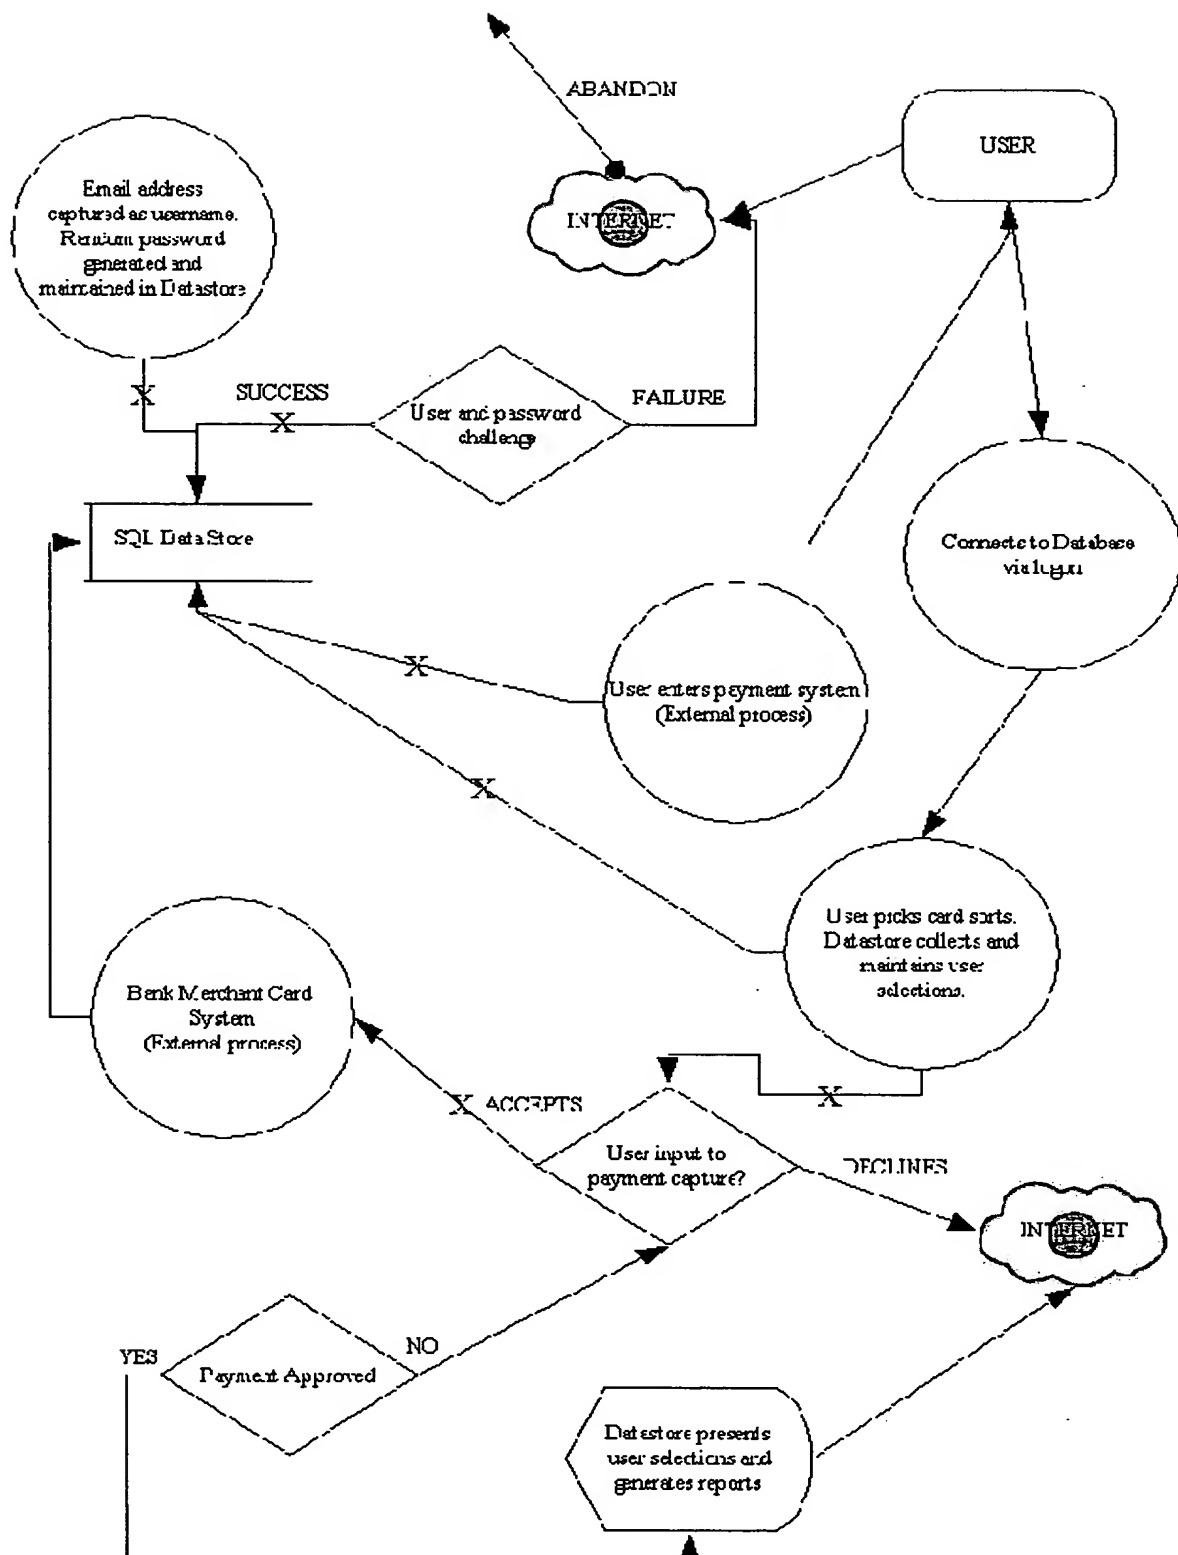 ABANDON
USER
Email address
captured as username.
Random password
generated and
maintained in Datastore
INTERNET
SUCCESS
X
X
User and password
challenge
FAILURE
SQL Data Store
Connects to Database
via logon
X
User enters payment system
(External process)
X
User picks card sorts.
Datastore collects and
maintains user
selections.
Bank Merchant Card
System
(External process)
X ACCEPTS
X
User input to
payment capture?
DECLINES
INTERNET
YES
Payment Approved
NO
Datastore presents
user selections and
generates reports